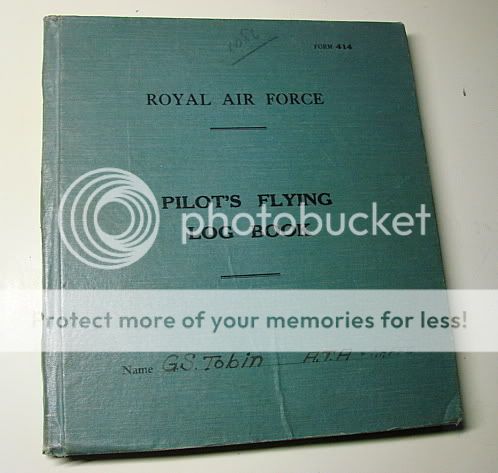 FORM 414
ROYAL AIR FORCE
PILOT'S FLYING
photobucket
LOG BOOK
Protect more of your memories for less!
Name G.S. Tobin A.T.A